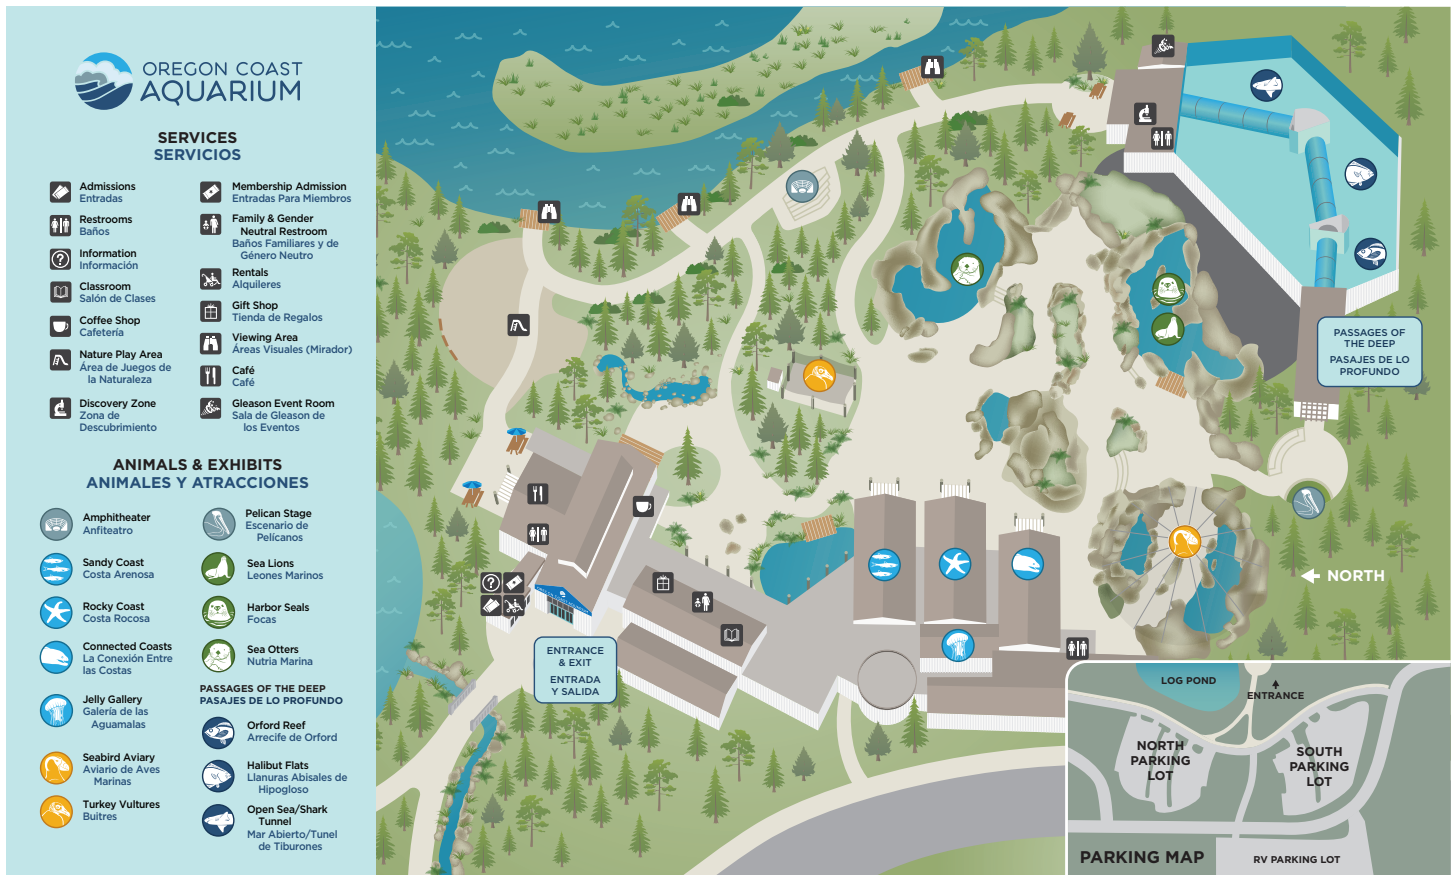 OREGON COAST
AQUARIUM
SERVICES
SERVICIOS
Admissions
Entradas
Restrooms
Baños
Information
Información
Classroom
Salón de Clases
Coffee Shop
Cafetería
Nature Play Area
Área de Juegos de
la Naturaleza
Discovery Zone
Zona de
Descubrimiento
Membership Admission
Entradas Para Miembros
Family & Gender
Neutral Restroom
Baños Familiares y de
Género Neutro
Rentals
Alquileres
Gift Shop
Tienda de Regalos
Viewing Area
Áreas Visuales (Mirador)
Café
Café
Gleason Event Room
Sala de Gleason de
los Eventos
ANIMALS & EXHIBITS
ANIMALES Y ATRACCIONES
Amphitheater
Anfiteatro
Sandy Coast
Costa Arenosa
Rocky Coast
Costa Rocosa
Connected Coasts
La Conexión Entre
las Costas
Jelly Gallery
Galería de las
Aguamalas
Seabird Aviary
Aviario de Aves
Marinas
Turkey Vultures
Buitres
Pelican Stage
Escenario de
Pelícanos
Sea Lions
Leones Marinos
Harbor Seals
Focas
Sea Otters
Nutria Marina
PASSAGES OF THE DEEP
PASAJES DE LO PROFUNDO
Orford Reef
Arrecife de Orford
Halibut Flats
Llanuras Abisales de
Hipogloso
Open Sea/Shark
Tunnel
Mar Abierto/Tunel
de Tiburones
PASSAGES OF
THE DEEP
PASAJES DE LO
PROFUNDO
NORTH
ENTRANCE
& EXIT
ENTRADA
Y SALIDA
LOG POND
ENTRANCE
NORTH
PARKING
LOT
SOUTH
PARKING
LOT
PARKING MAP
RV PARKING LOT